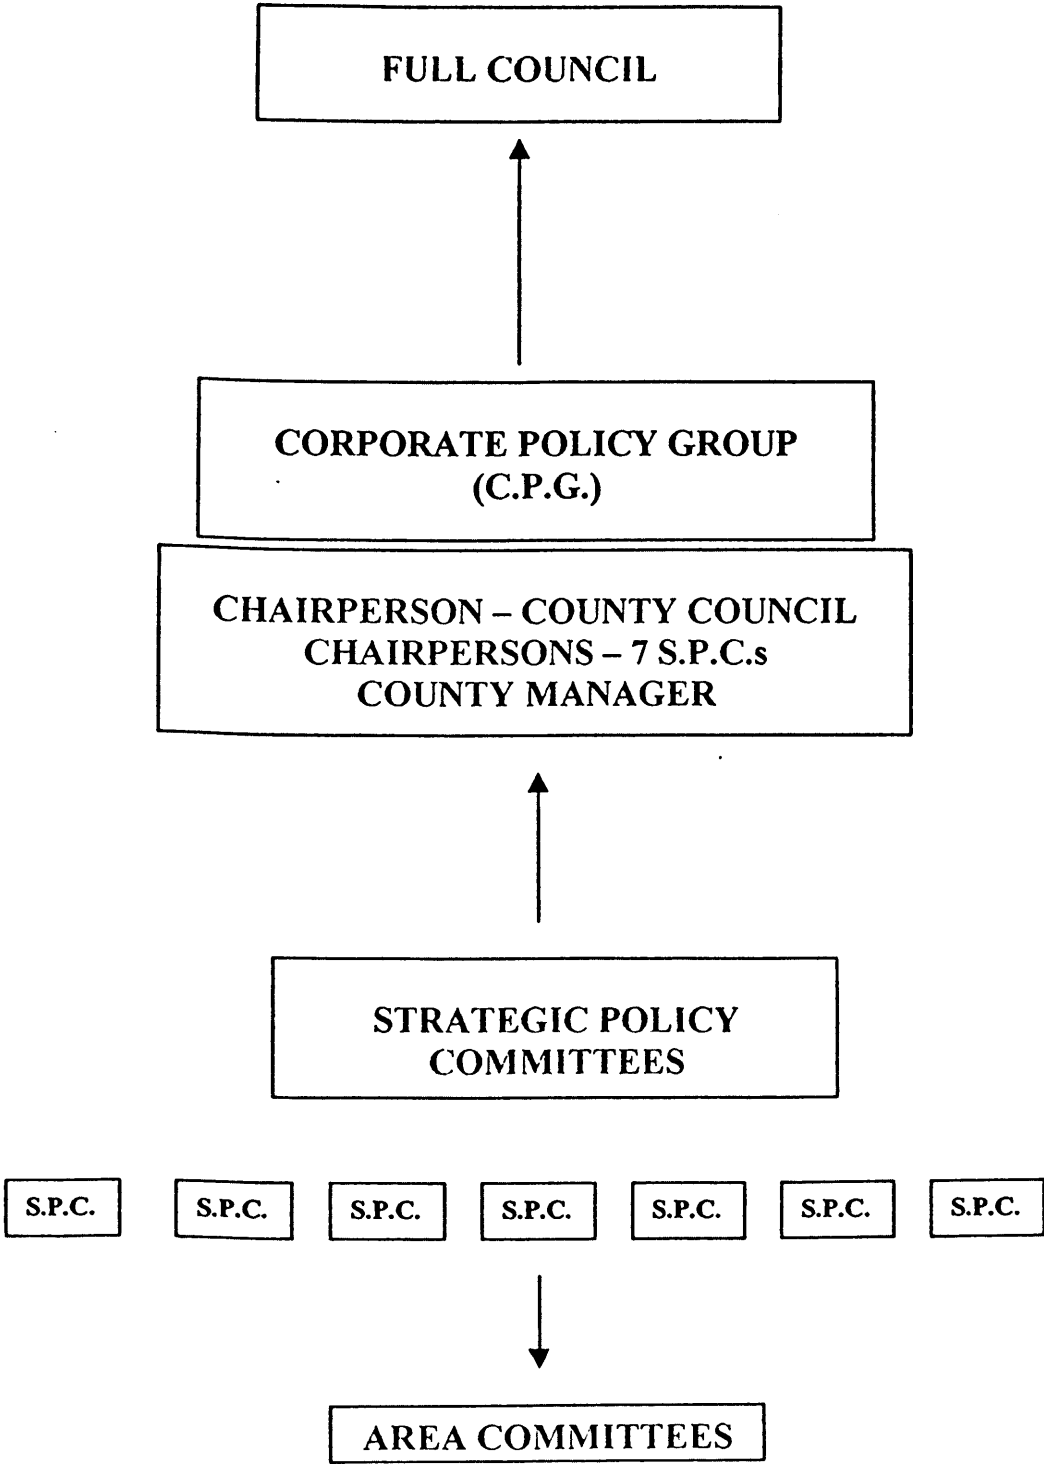 FULL COUNCIL
CORPORATE POLICY GROUP
(C.P.G.)
CHAIRPERSON – COUNTY COUNCIL
CHAIRPERSONS – 7 S.P.C.s
COUNTY MANAGER
STRATEGIC POLICY
COMMITTEES
S.P.C. S.P.C. S.P.C. S.P.C. S.P.C. S.P.C. S.P.C.
AREA COMMITTEES